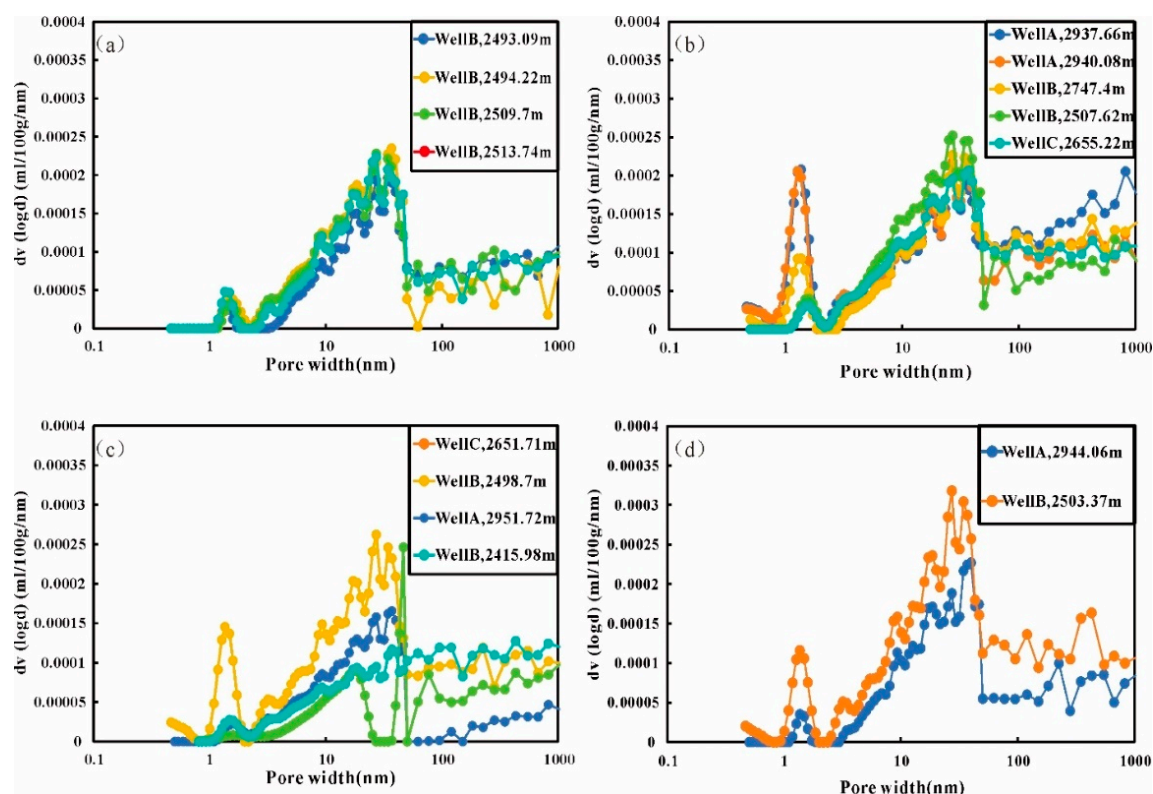 (a)
0.0004
0.00035
0.0003
0.00025
0.0002
0.00015
0.0001
0.00005
0
dv (logd) (ml/100g/nm)
WellB,2493.09m
WellB,2494.22m
WellB,2509.7m
WellB,2513.74m
0.1 1 10 100 1000
Pore width(nm)
(b)
0.0004
0.00035
0.0003
0.00025
0.0002
0.00015
0.0001
0.00005
0
dv (logd) (ml/100g/nm)
WellA,2937.66m
WellA,2940.08m
WellB,2747.4m
WellB,2507.62m
WellC,2655.22m
0.1 1 10 100 1000
Pore width(nm)
(c)
0.0004
0.00035
0.0003
0.00025
0.0002
0.00015
0.0001
0.00005
0
dv (logd) (ml/100g/nm)
WellC,2651.71m
WellB,2498.7m
WellA,2951.72m
WellB,2415.98m
0.1 1 10 100 1000
Pore width(nm)
(d)
0.0004
0.00035
0.0003
0.00025
0.0002
0.00015
0.0001
0.00005
0
dv (logd) (ml/100g/nm)
WellA,2944.06m
WellB,2503.37m
0.1 1 10 100 1000
Pore width(nm)